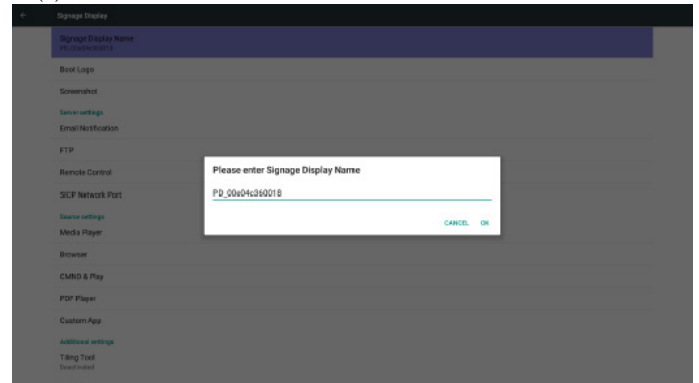 Signage Display
Signage Display Name
Boot Logo
Screenshot
Server settings
Email Notification
FTP
Remote Control
SICP Network Port
Source settings
Media Player
Browser
CMND & Play
PDF Player
Custom App
Additional settings
Tiling Tool
Deactivated
Please enter Signage Display Name
PD_00e04c360018
CANCEL OK